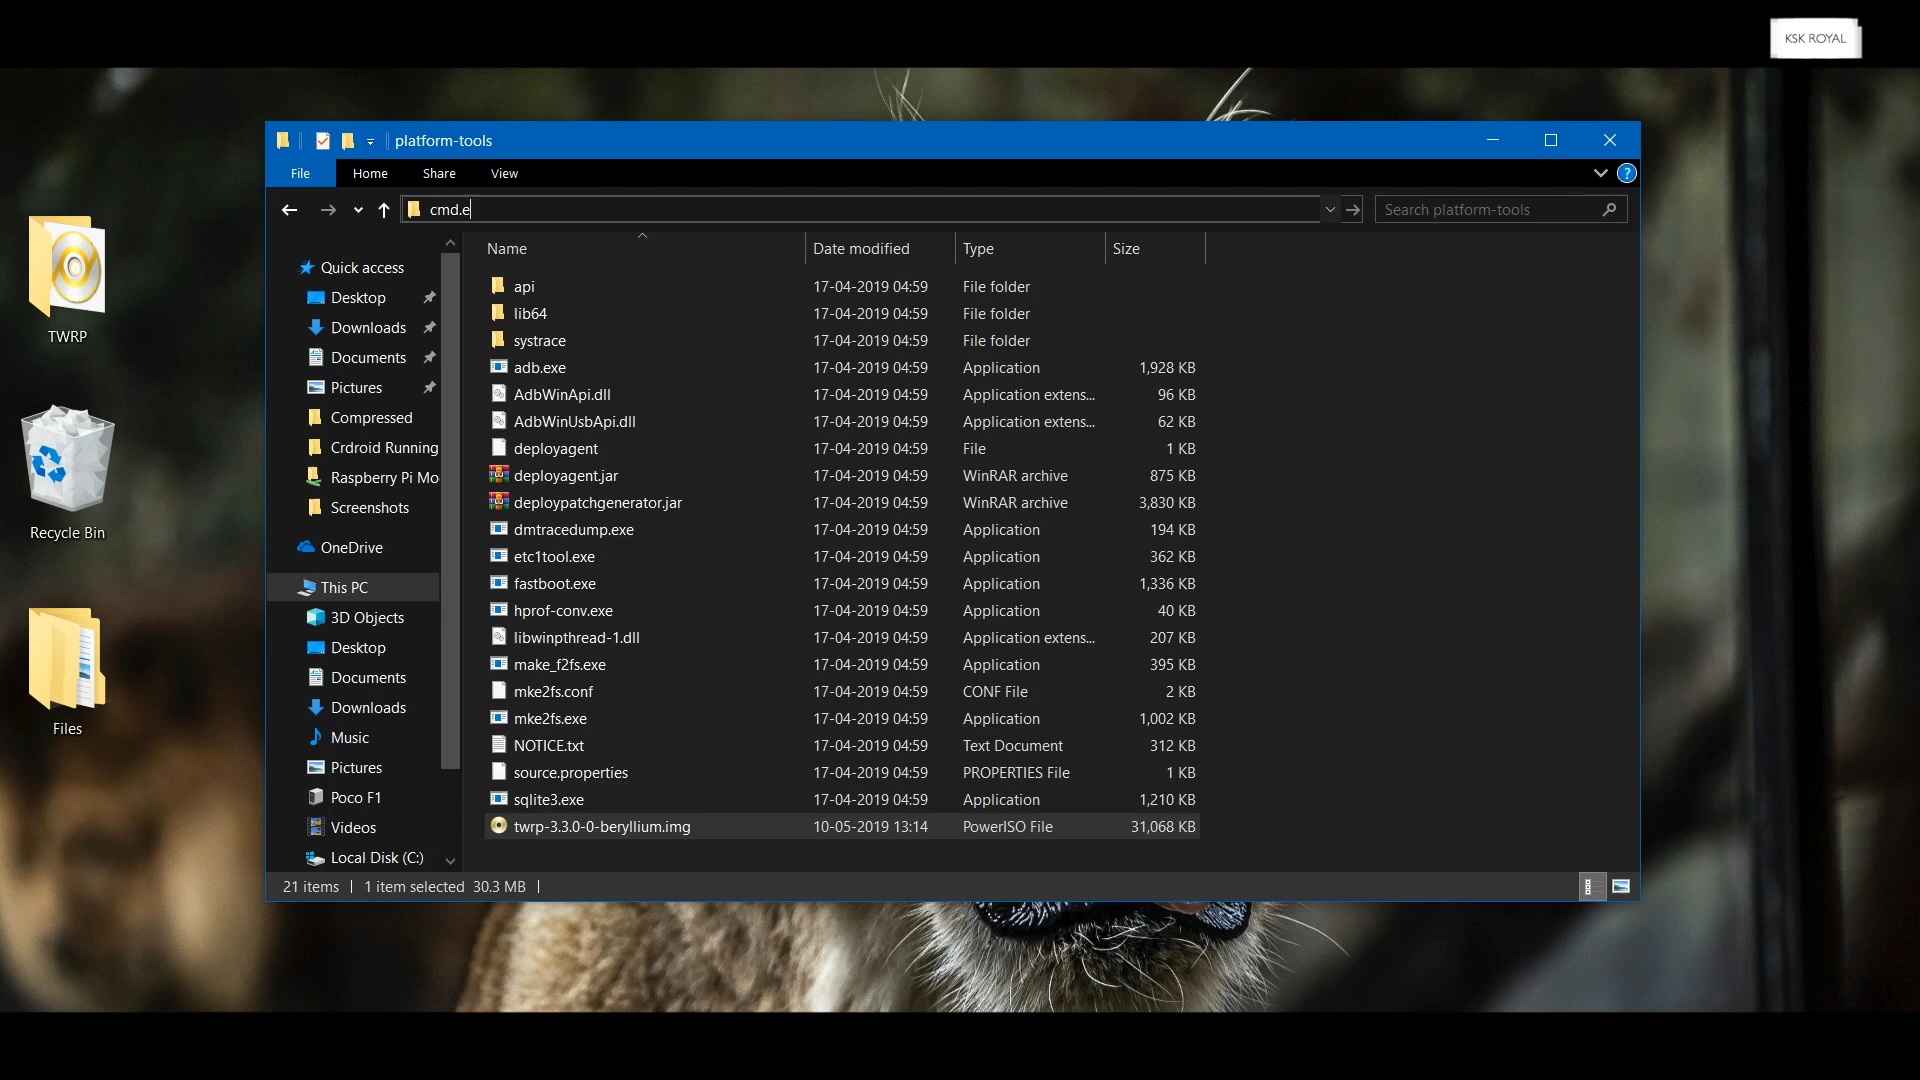 KSK ROYAL
platform-tools
File Home Share View
cmd.e
Search platform-tools
Name Date modified Type Size
api 17-04-2019 04:59 File folder
lib64 17-04-2019 04:59 File folder
systrace 17-04-2019 04:59 File folder
adb.exe 17-04-2019 04:59 Application 1,928 KB
AdbWinApi.dll 17-04-2019 04:59 Application extens... 96 KB
AdbWinUsbApi.dll 17-04-2019 04:59 Application extens... 62 KB
deployagent 17-04-2019 04:59 File 1 KB
deployagent.jar 17-04-2019 04:59 WinRAR archive 875 KB
deploypatchgenerator.jar 17-04-2019 04:59 WinRAR archive 3,830 KB
dmtracedump.exe 17-04-2019 04:59 Application 194 KB
etc1tool.exe 17-04-2019 04:59 Application 362 KB
fastboot.exe 17-04-2019 04:59 Application 1,336 KB
hprof-conv.exe 17-04-2019 04:59 Application 40 KB
libwinpthread-1.dll 17-04-2019 04:59 Application extens... 207 KB
make_f2fs.exe 17-04-2019 04:59 Application 395 KB
mke2fs.conf 17-04-2019 04:59 CONF File 2 KB
mke2fs.exe 17-04-2019 04:59 Application 1,002 KB
NOTICE.txt 17-04-2019 04:59 Text Document 312 KB
source.properties 17-04-2019 04:59 PROPERTIES File 1 KB
sqlite3.exe 17-04-2019 04:59 Application 1,210 KB
twrp-3.3.0-0-beryllium.img 10-05-2019 13:14 PowerISO File 31,068 KB
Quick access
Desktop
Downloads
Documents
Pictures
Compressed
Crdroid Running
Raspberry Pi Mo
Screenshots
OneDrive
This PC
3D Objects
Desktop
Documents
Downloads
Music
Pictures
Poco F1
Videos
Local Disk (C:)
21 items 1 item selected 30.3 MB
TWRP
Recycle Bin
Files